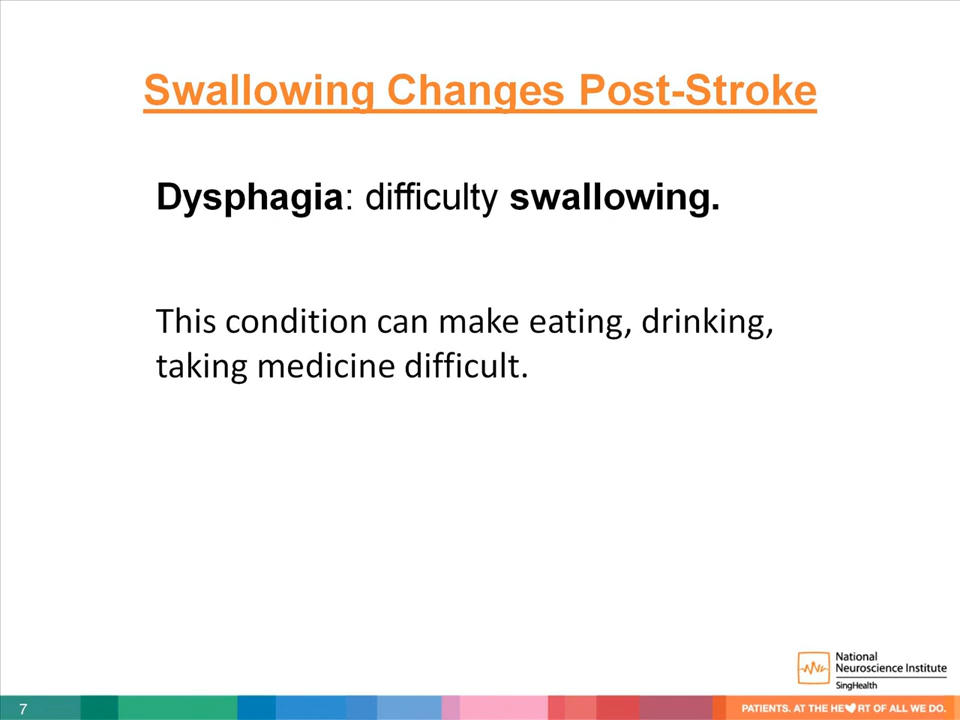 Swallowing Changes Post-Stroke
Dysphagia: difficulty swallowing.
This condition can make eating, drinking,
taking medicine difficult.
National
Neuroscience Institute
SingHealth
7
PATIENTS. AT THE HE♥RT OF ALL WE DO.